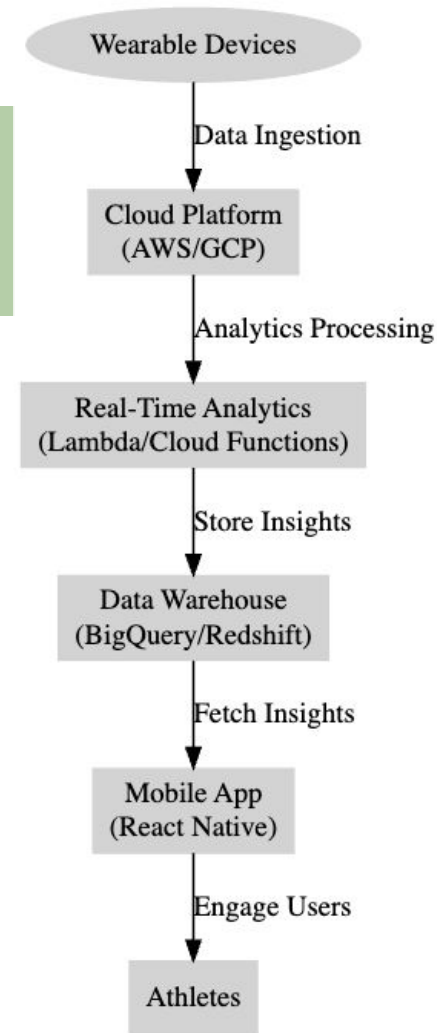 Wearable Devices
Data Ingestion
Cloud Platform
(AWS/GCP)
Analytics Processing
Real-Time Analytics
(Lambda/Cloud Functions)
Store Insights
Data Warehouse
(BigQuery/Redshift)
Fetch Insights
Mobile App
(React Native)
Engage Users
Athletes